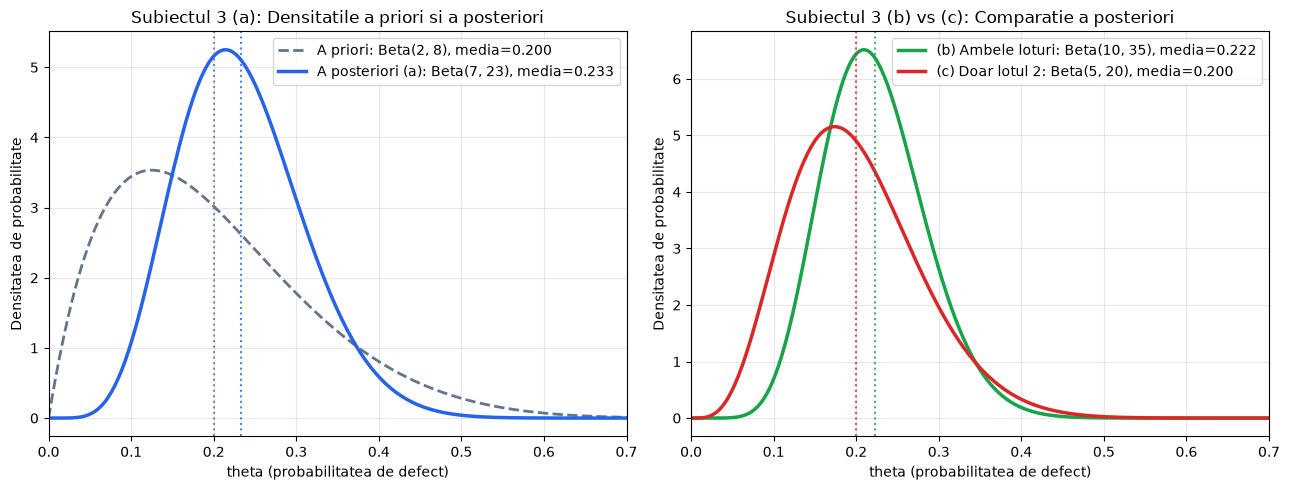 Subiectul 3 (a): Densitatile a priori si a posteriori
A priori: Beta(2, 8), media=0.200
A posteriori (a): Beta(7, 23), media=0.233
Densitatea de probabilitate
5
4
3
2
1
0
0.0 0.1 0.2 0.3 0.4 0.5 0.6 0.7
theta (probabilitatea de defect)
Subiectul 3 (b) vs (c): Comparatie a posteriori
(b) Ambele loturi: Beta(10, 35), media=0.222
(c) Doar lotul 2: Beta(5, 20), media=0.200
Densitatea de probabilitate
6
5
4
3
2
1
0
0.0 0.1 0.2 0.3 0.4 0.5 0.6 0.7
theta (probabilitatea de defect)